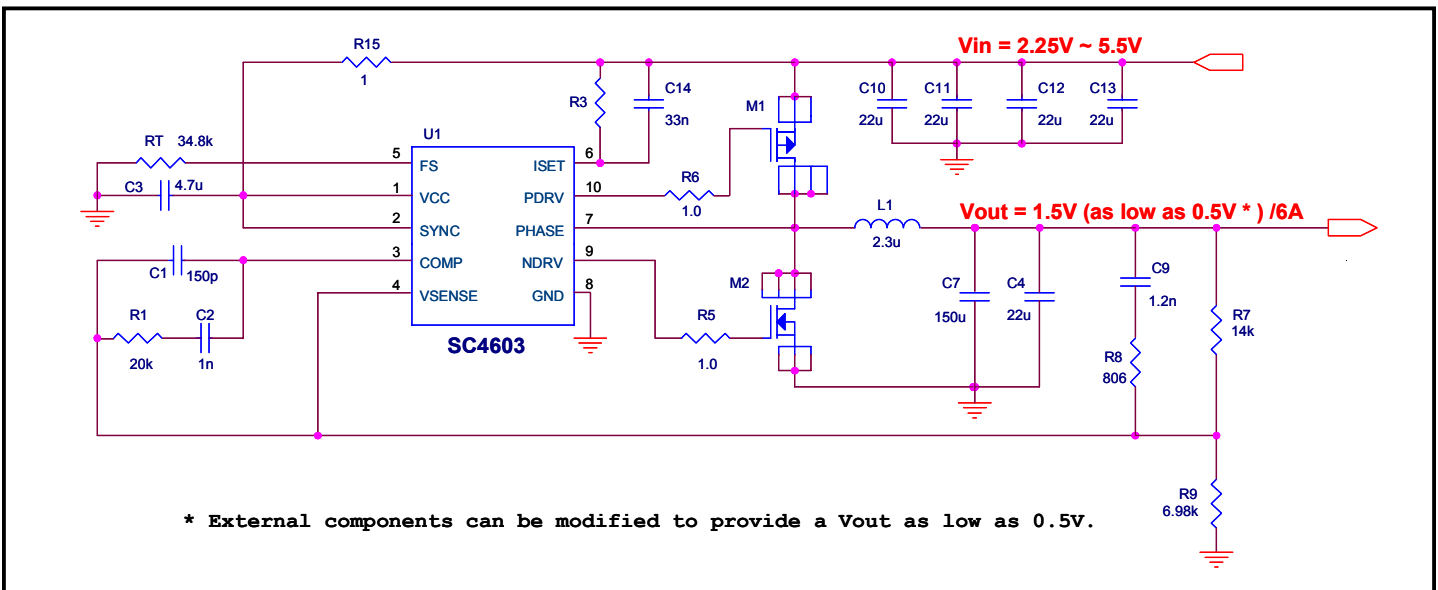 Vin = 2.25V ~ 5.5V
R15
1
R3
C14
33n
M1
C10
22u
C11
22u
C12
22u
C13
22u
U1
RT 34.8k
5
FS
ISET
6
C3
4.7u
1
VCC
PDRV
10
R6
1.0
2
SYNC
PHASE
7
L1
2.3u
Vout = 1.5V (as low as 0.5V * ) /6A
3
COMP
NDRV
9
C1
150p
4
VSENSE
GND
8
M2
C7
150u
C4
22u
C9
1.2n
R1
20k
C2
1n
SC4603
R5
1.0
R7
14k
R8
806
R9
6.98k
* External components can be modified to provide a Vout as low as 0.5V.